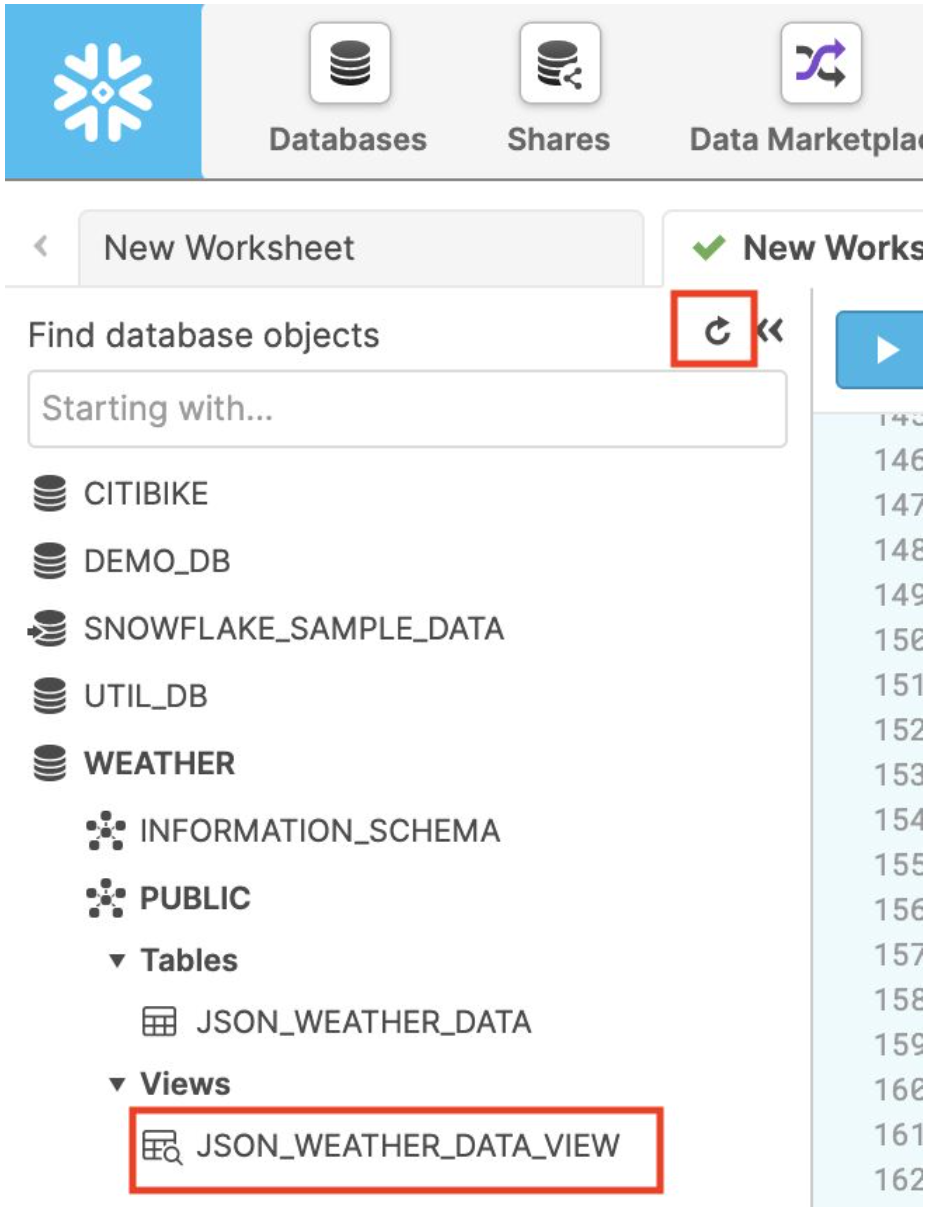 Databases
Shares
Data Marketplac
New Worksheet
New Works
Find database objects
Starting with...
CITIBIKE
DEMO_DB
SNOWFLAKE_SAMPLE_DATA
UTIL_DB
WEATHER
INFORMATION_SCHEMA
PUBLIC
Tables
JSON_WEATHER_DATA
Views
JSON_WEATHER_DATA_VIEW
145
146
147
148
149
150
151
152
153
154
155
156
157
158
159
160
161
162